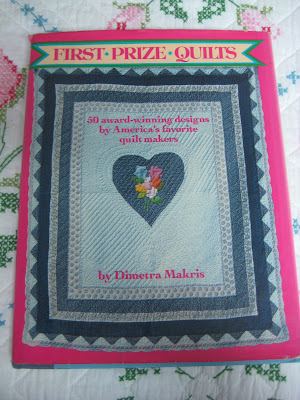 FIRST • PRIZE • QUILTS
50 award-winning designs
by America's favorite
quilt makers
by Dimetra Makris